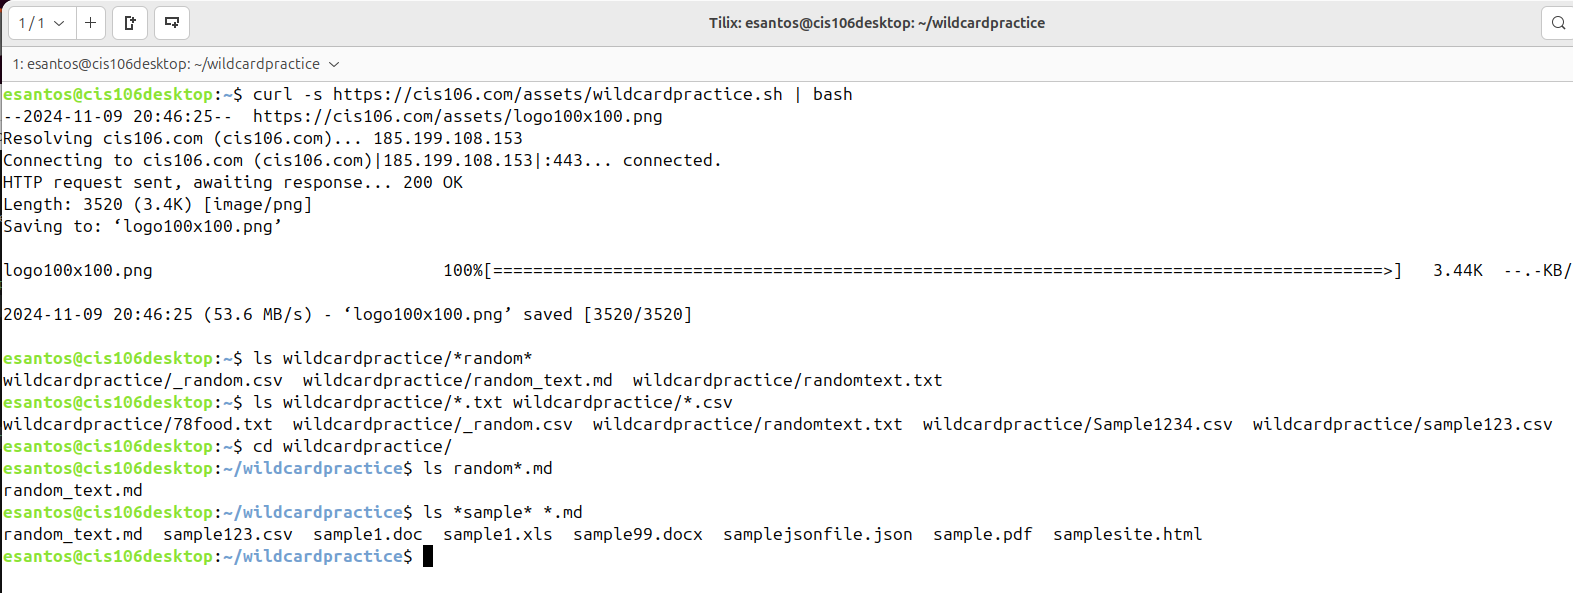 1 / 1
Tilix: esantos@cis106desktop: ~/wildcardpractice
1: esantos@cis106desktop: ~/wildcardpractice
esantos@cis106desktop:~$ curl -s https://cis106.com/assets/wildcardpractice.sh | bash
--2024-11-09 20:46:25--  https://cis106.com/assets/logo100x100.png
Resolving cis106.com (cis106.com)... 185.199.108.153
Connecting to cis106.com (cis106.com)|185.199.108.153|:443... connected.
HTTP request sent, awaiting response... 200 OK
Length: 3520 (3.4K) [image/png]
Saving to: ‘logo100x100.png’
logo100x100.png                             100%[=========================================================================================>]   3.44K  --.-KB/
2024-11-09 20:46:25 (53.6 MB/s) - ‘logo100x100.png’ saved [3520/3520]
esantos@cis106desktop:~$ ls wildcardpractice/*random*
wildcardpractice/_random.csv  wildcardpractice/random_text.md  wildcardpractice/randomtext.txt
esantos@cis106desktop:~$ ls wildcardpractice/*.txt wildcardpractice/*.csv
wildcardpractice/78food.txt  wildcardpractice/_random.csv  wildcardpractice/randomtext.txt  wildcardpractice/Sample1234.csv  wildcardpractice/sample123.csv
esantos@cis106desktop:~$ cd wildcardpractice/
esantos@cis106desktop:~/wildcardpractice$ ls random*.md
random_text.md
esantos@cis106desktop:~/wildcardpractice$ ls *sample* *.md
random_text.md  sample123.csv  sample1.doc  sample1.xls  sample99.docx  samplejsonfile.json  sample.pdf  samplesite.html
esantos@cis106desktop:~/wildcardpractice$